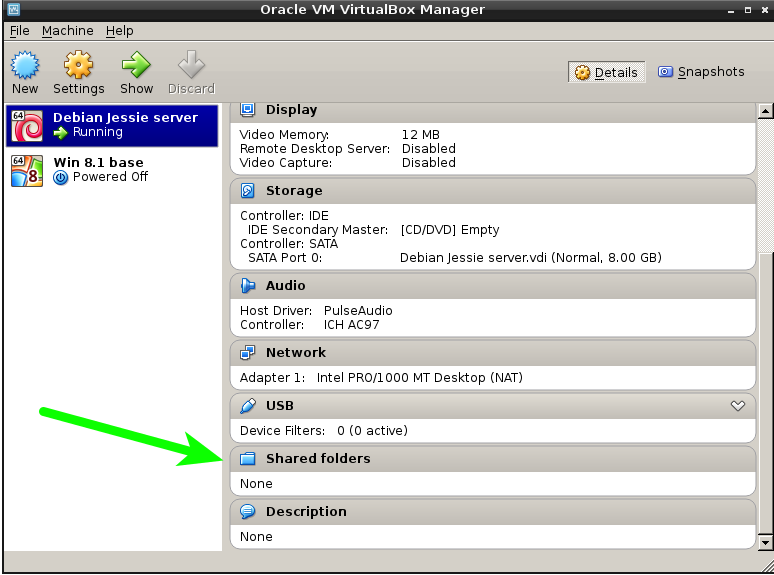 Oracle VM VirtualBox Manager
File Machine Help
New Settings Show Discard Details Snapshots
64 Debian Jessie server
Running
64 Win 8.1 base
8 Powered Off
Display
Video Memory: 12 MB
Remote Desktop Server: Disabled
Video Capture: Disabled
Storage
Controller: IDE
IDE Secondary Master: [CD/DVD] Empty
Controller: SATA
SATA Port 0: Debian Jessie server.vdi (Normal, 8.00 GB)
Audio
Host Driver: PulseAudio
Controller: ICH AC97
Network
Adapter 1: Intel PRO/1000 MT Desktop (NAT)
USB
Device Filters: 0 (0 active)
Shared folders
None
Description
None